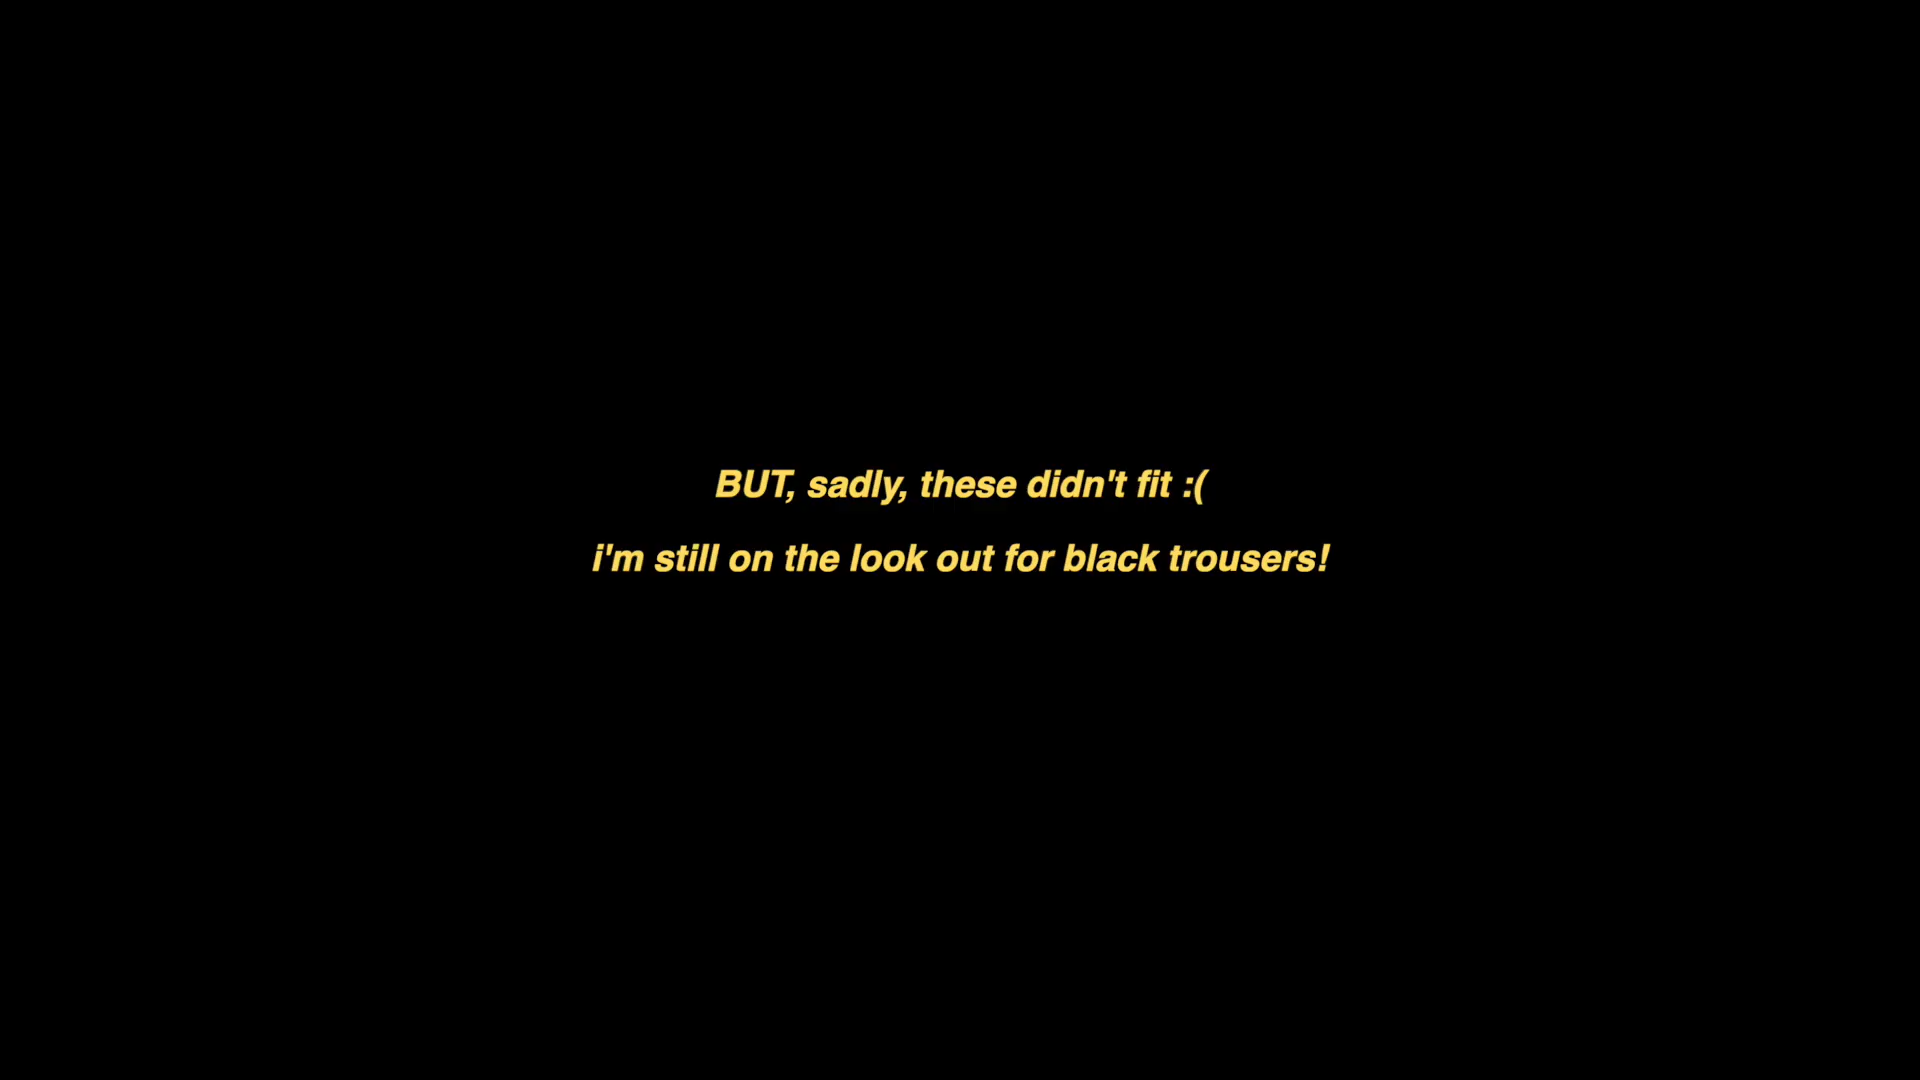 BUT, sadly, these didn't fit :(
i'm still on the look out for black trousers!